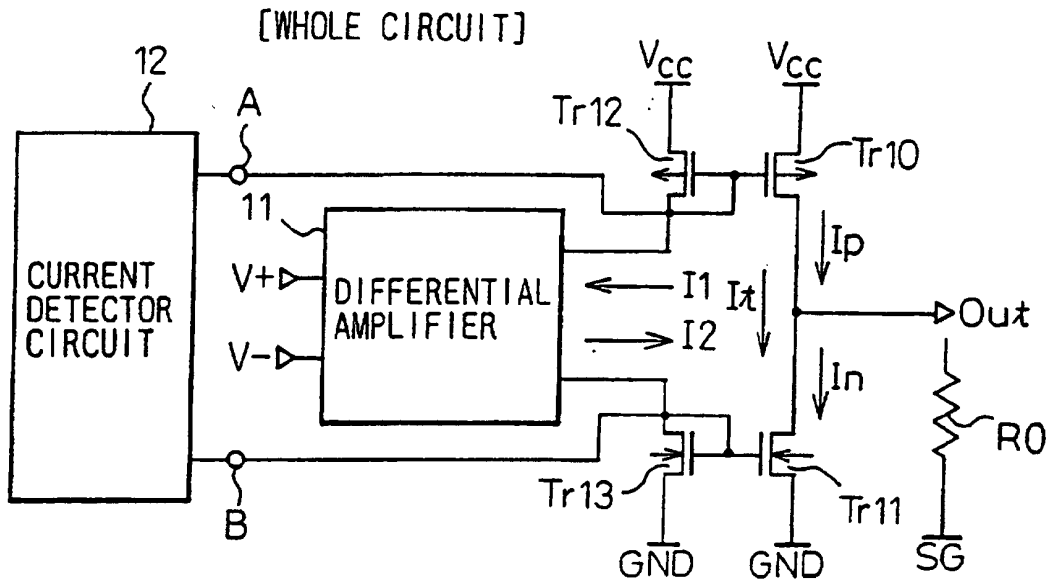 [WHOLE CIRCUIT]
12
A
Vcc
Vcc
Tr12
Tr10
11
CURRENT
DETECTOR
CIRCUIT
V+
V-
DIFFERENTIAL
AMPLIFIER
I1
I2
It
Ip
In
Out
R0
Tr13
Tr11
B
GND
GND
SG